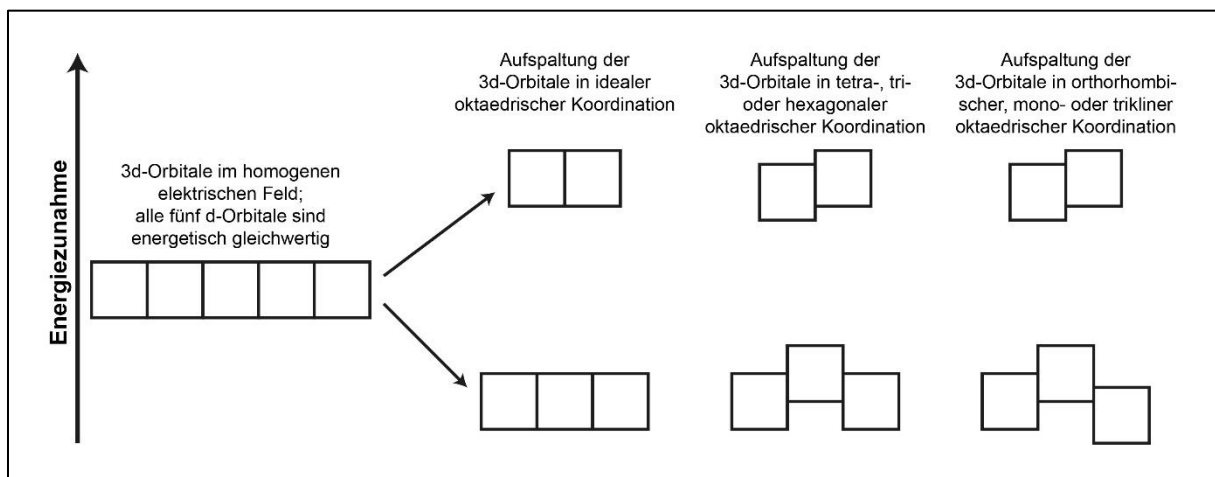 Energiezunahme
3d-Orbitale im homogenen
elektrischen Feld;
alle fünf d-Orbitale sind
energetisch gleichwertig
Aufspaltung der
3d-Orbitale in idealer
oktaedrischer Koordination
Aufspaltung der
3d-Orbitale in tetra-, tri-
oder hexagonaler
oktaedrischer Koordination
Aufspaltung der
3d-Orbitale in orthorhombi-
scher, mono- oder trikliner
oktaedrischer Koordination